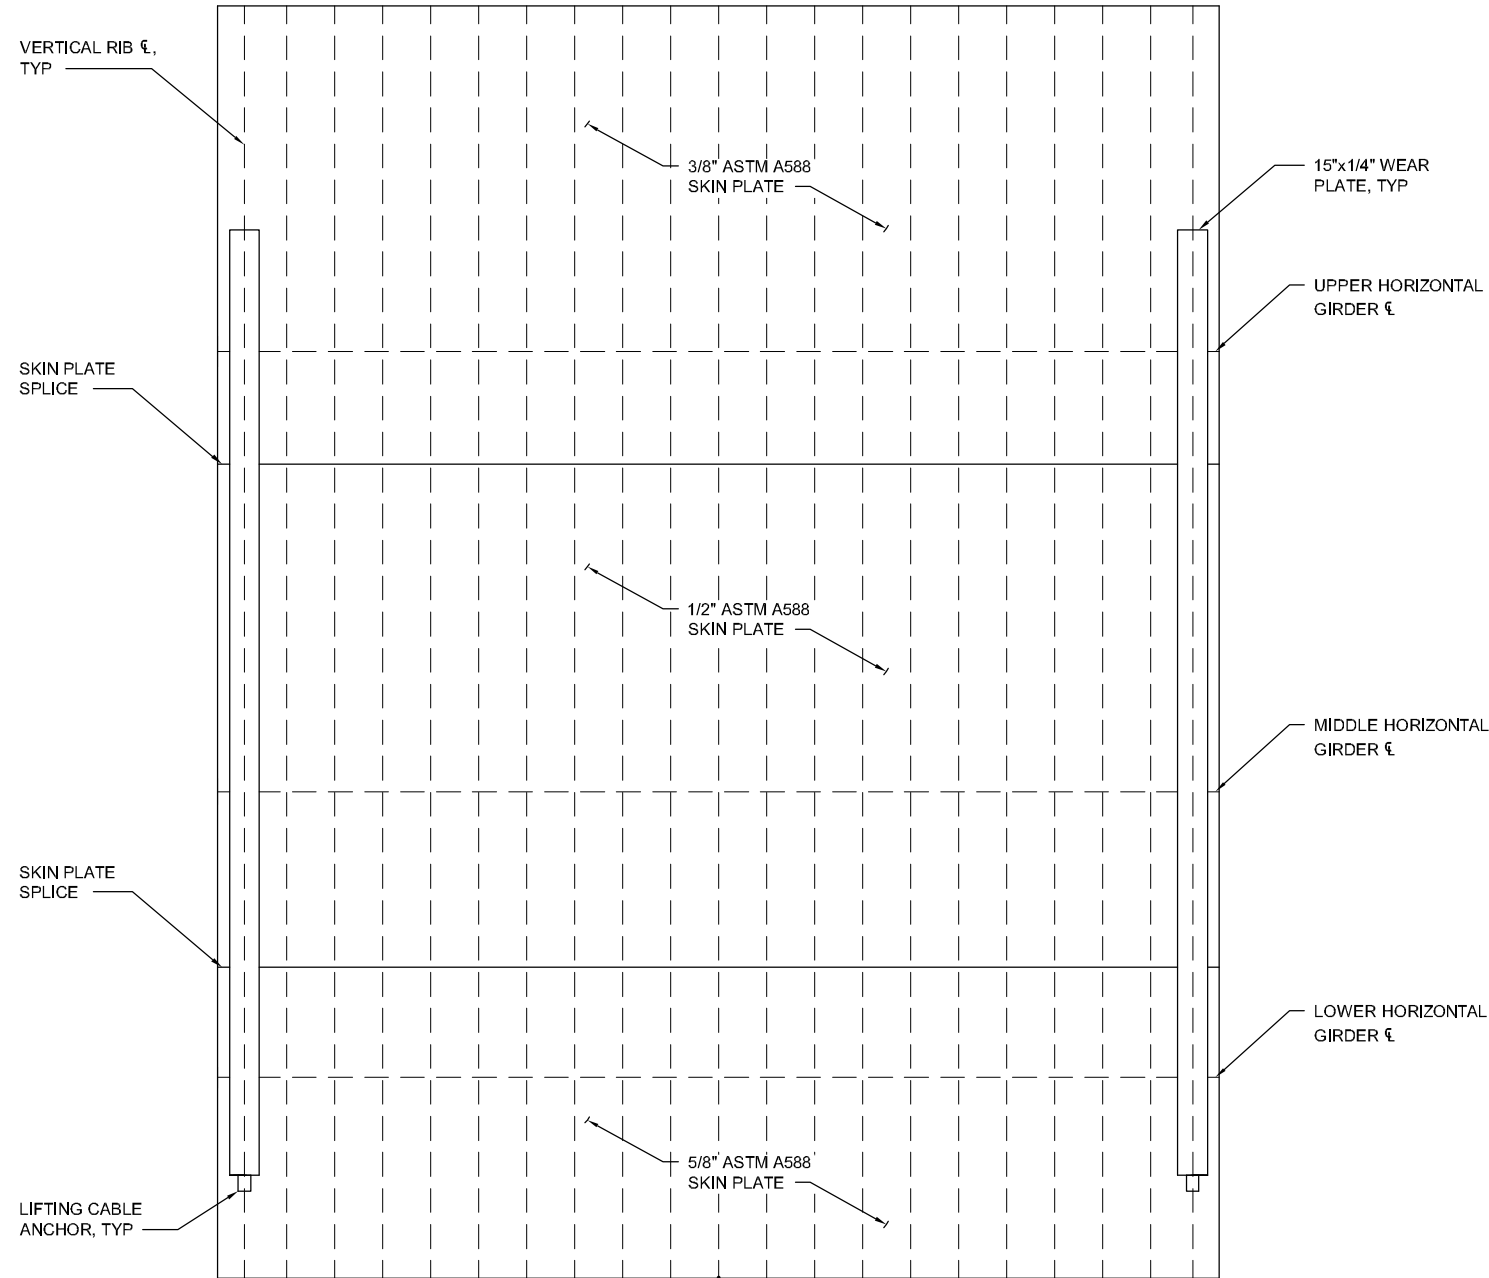 VERTICAL RIB ℄,
TYP
3/8" ASTM A588
SKIN PLATE
15"x1/4" WEAR
PLATE, TYP
UPPER HORIZONTAL
GIRDER ℄
SKIN PLATE
SPLICE
1/2" ASTM A588
SKIN PLATE
MIDDLE HORIZONTAL
GIRDER ℄
SKIN PLATE
SPLICE
LOWER HORIZONTAL
GIRDER ℄
5/8" ASTM A588
SKIN PLATE
LIFTING CABLE
ANCHOR, TYP